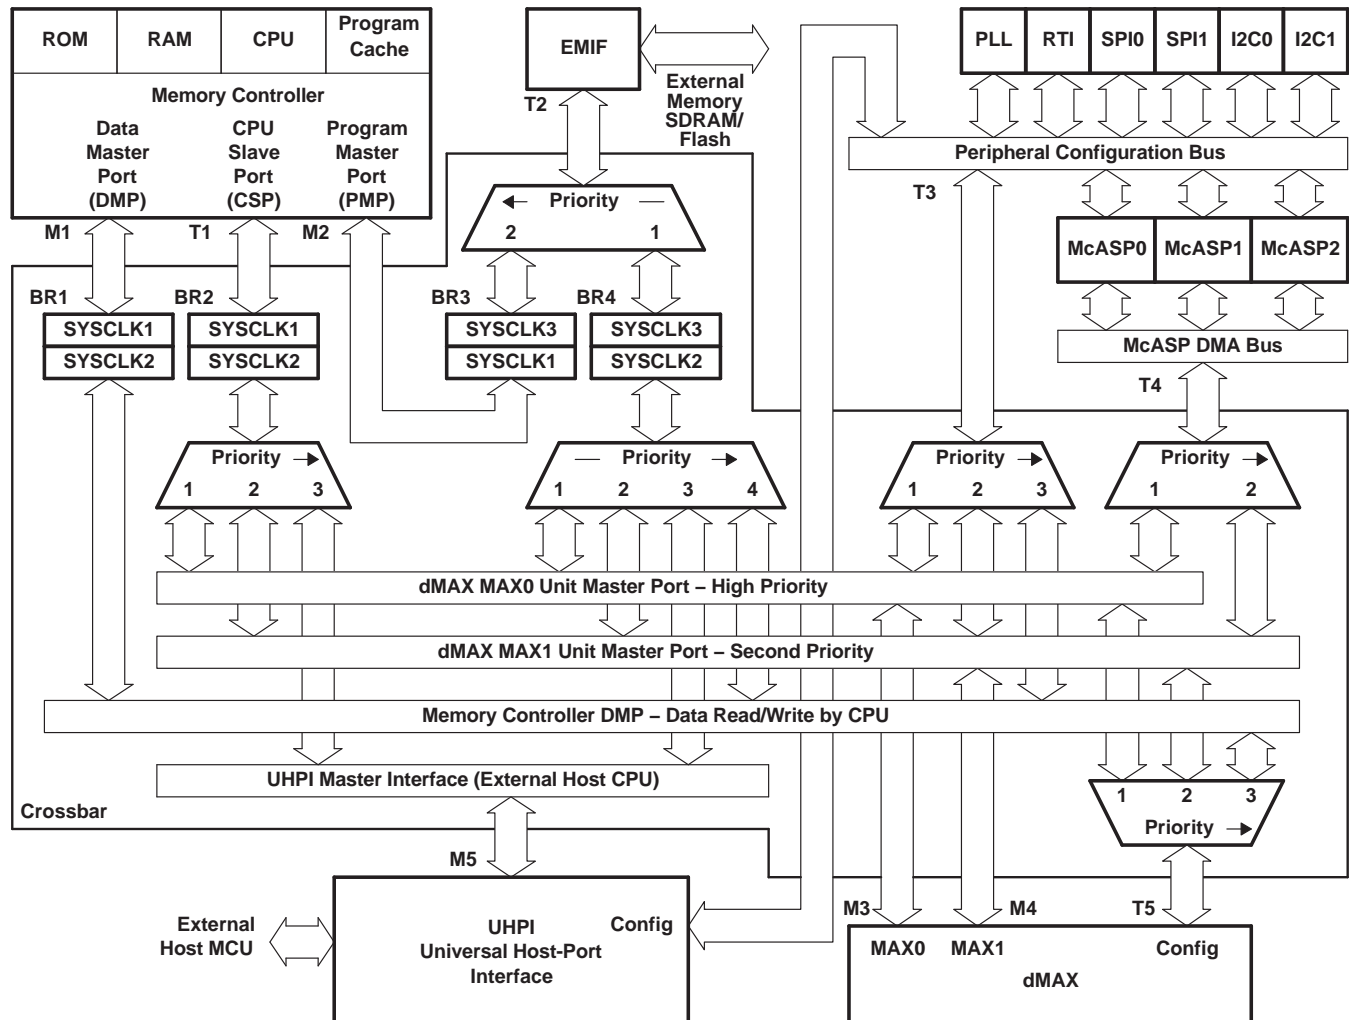 ROM
RAM
CPU
Program
Cache
Memory Controller
Data
Master
Port
(DMP)
CPU
Slave
Port
(CSP)
Program
Master
Port
(PMP)
M1
T1
M2
EMIF
T2
External
Memory
SDRAM/
Flash
PLL
RTI
SPI0
SPI1
I2C0
I2C1
Peripheral Configuration Bus
T3
McASP0
McASP1
McASP2
McASP DMA Bus
T4
Priority
2
1
BR1
SYSCLK1
SYSCLK2
BR2
SYSCLK1
SYSCLK2
BR3
SYSCLK3
SYSCLK1
BR4
SYSCLK3
SYSCLK2
Priority
1 2 3
Priority
1 2 3 4
Priority
1 2 3
Priority
1 2
dMAX MAX0 Unit Master Port – High Priority
dMAX MAX1 Unit Master Port – Second Priority
Memory Controller DMP – Data Read/Write by CPU
UHPI Master Interface (External Host CPU)
1 2 3
Priority
Crossbar
M5
External
Host MCU
UHPI
Universal Host-Port
Interface
Config
M3
M4
T5
MAX0
MAX1
Config
dMAX